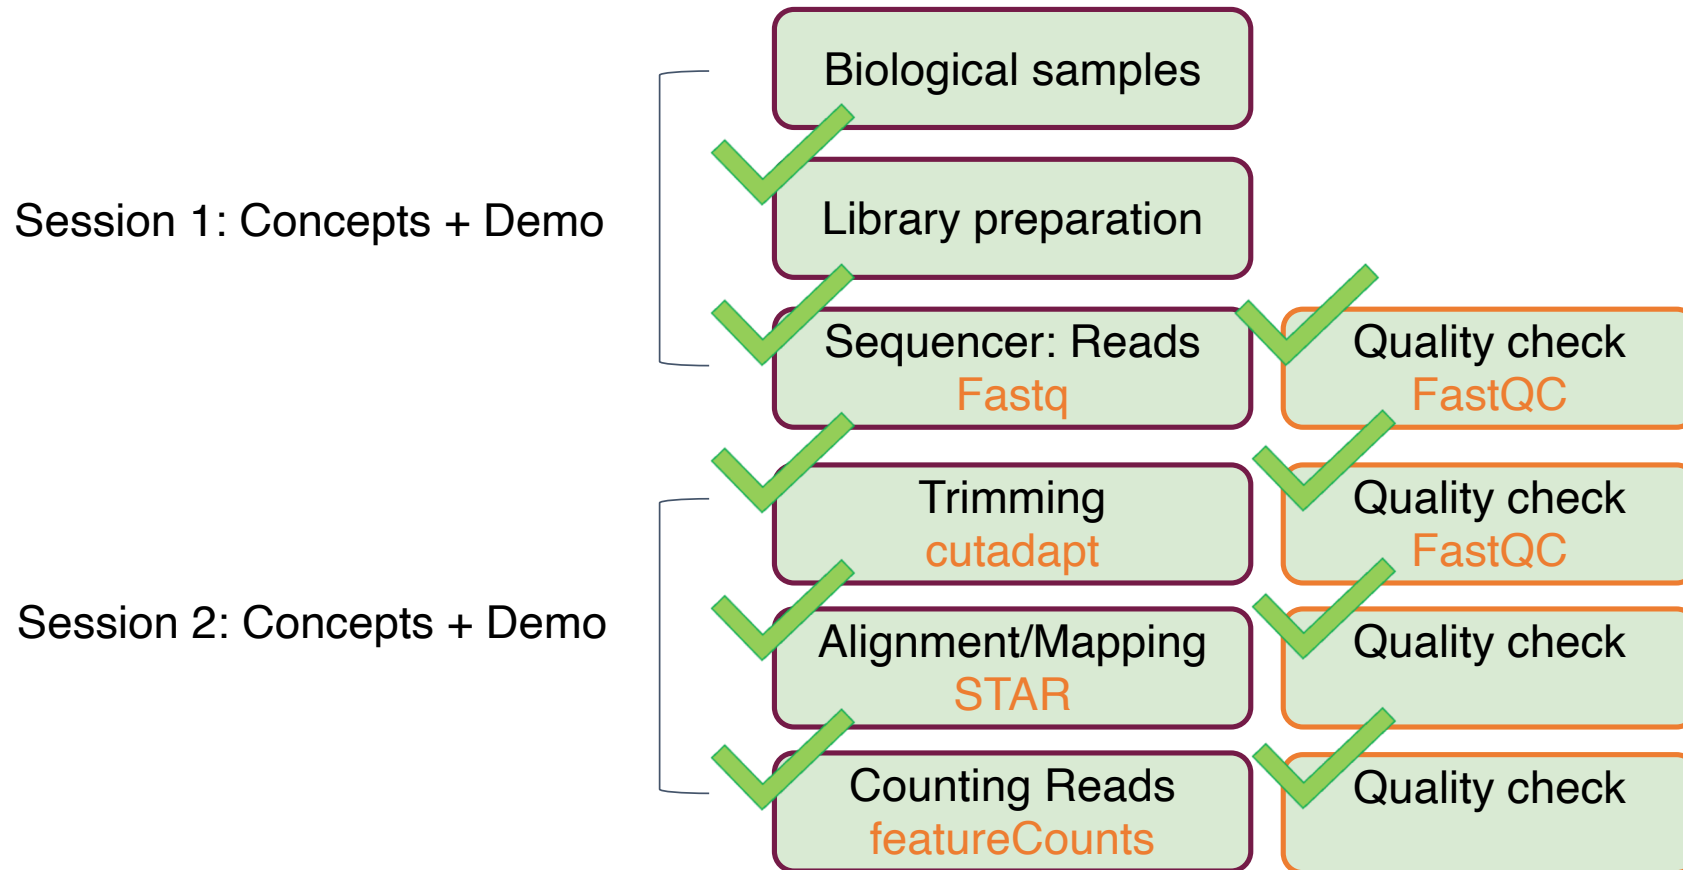 Biological samples
Session 1: Concepts + Demo
Library preparation
Sequencer: Reads
Fastq
Quality check
FastQC
Trimming
cutadapt
Quality check
FastQC
Session 2: Concepts + Demo
Alignment/Mapping
STAR
Quality check
Counting Reads
featureCounts
Quality check